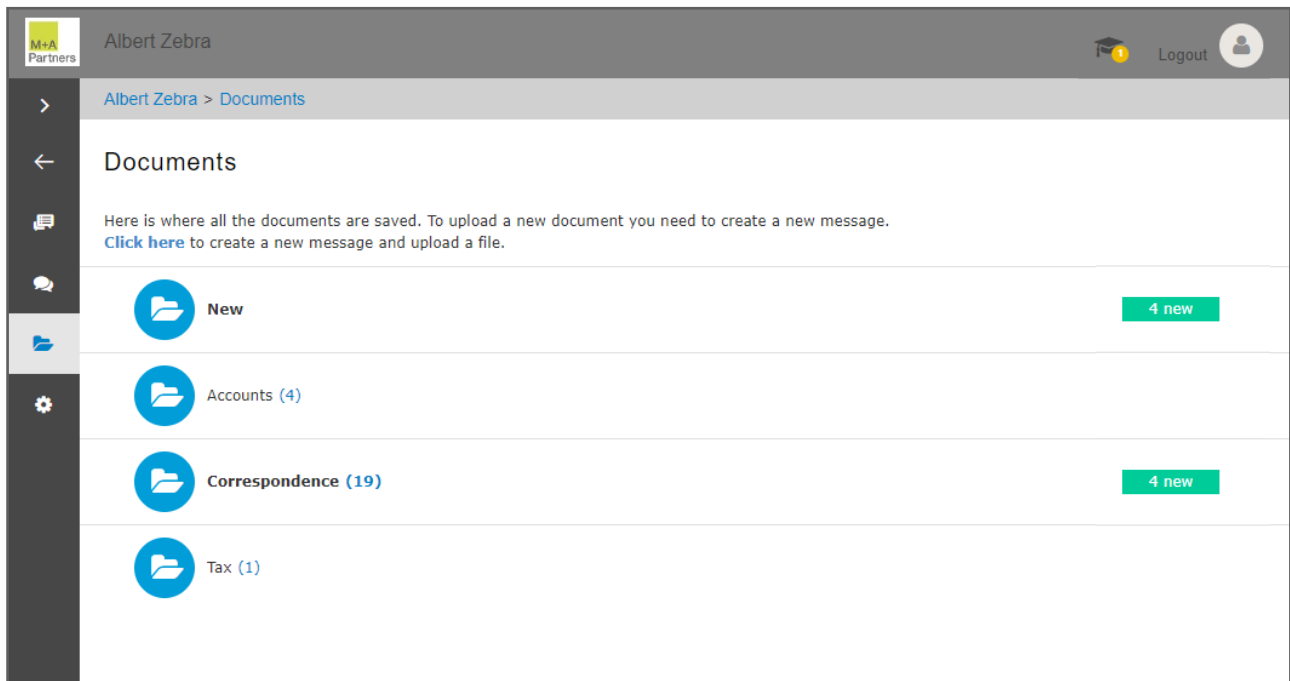 M+A
Partners
Albert Zebra
1
Logout
Albert Zebra > Documents
Documents
Here is where all the documents are saved. To upload a new document you need to create a new message.
Click here to create a new message and upload a file.
New
4 new
Accounts (4)
Correspondence (19)
4 new
Tax (1)